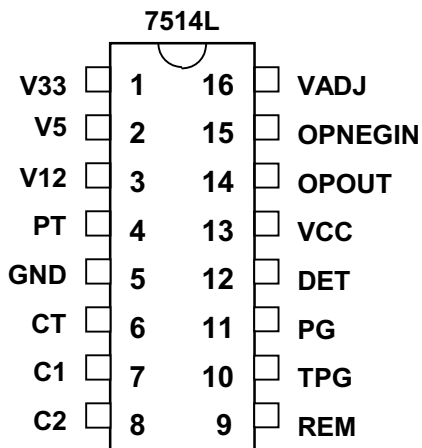 7514L
V33 1 16 VADJ
V5 2 15 OPNEGIN
V12 3 14 OPOUT
PT 4 13 VCC
GND 5 12 DET
CT 6 11 PG
C1 7 10 TPG
C2 8 9 REM